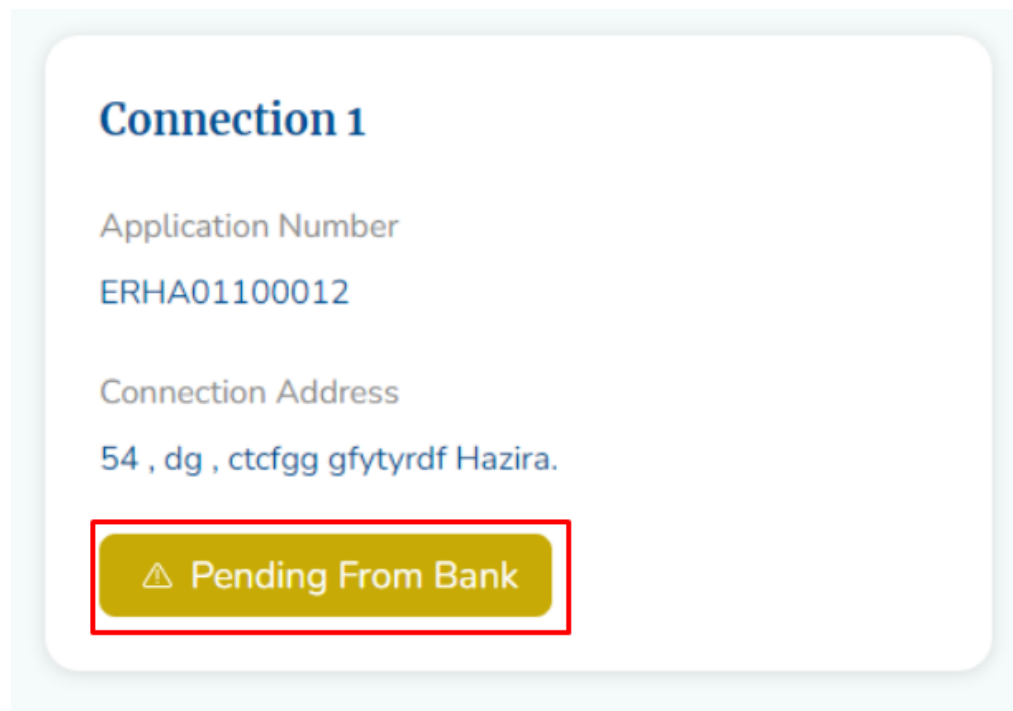 Connection 1
Application Number
ERHA01100012
Connection Address
54 , dg , ctcfgg gfytyrdf Hazira.
Pending From Bank